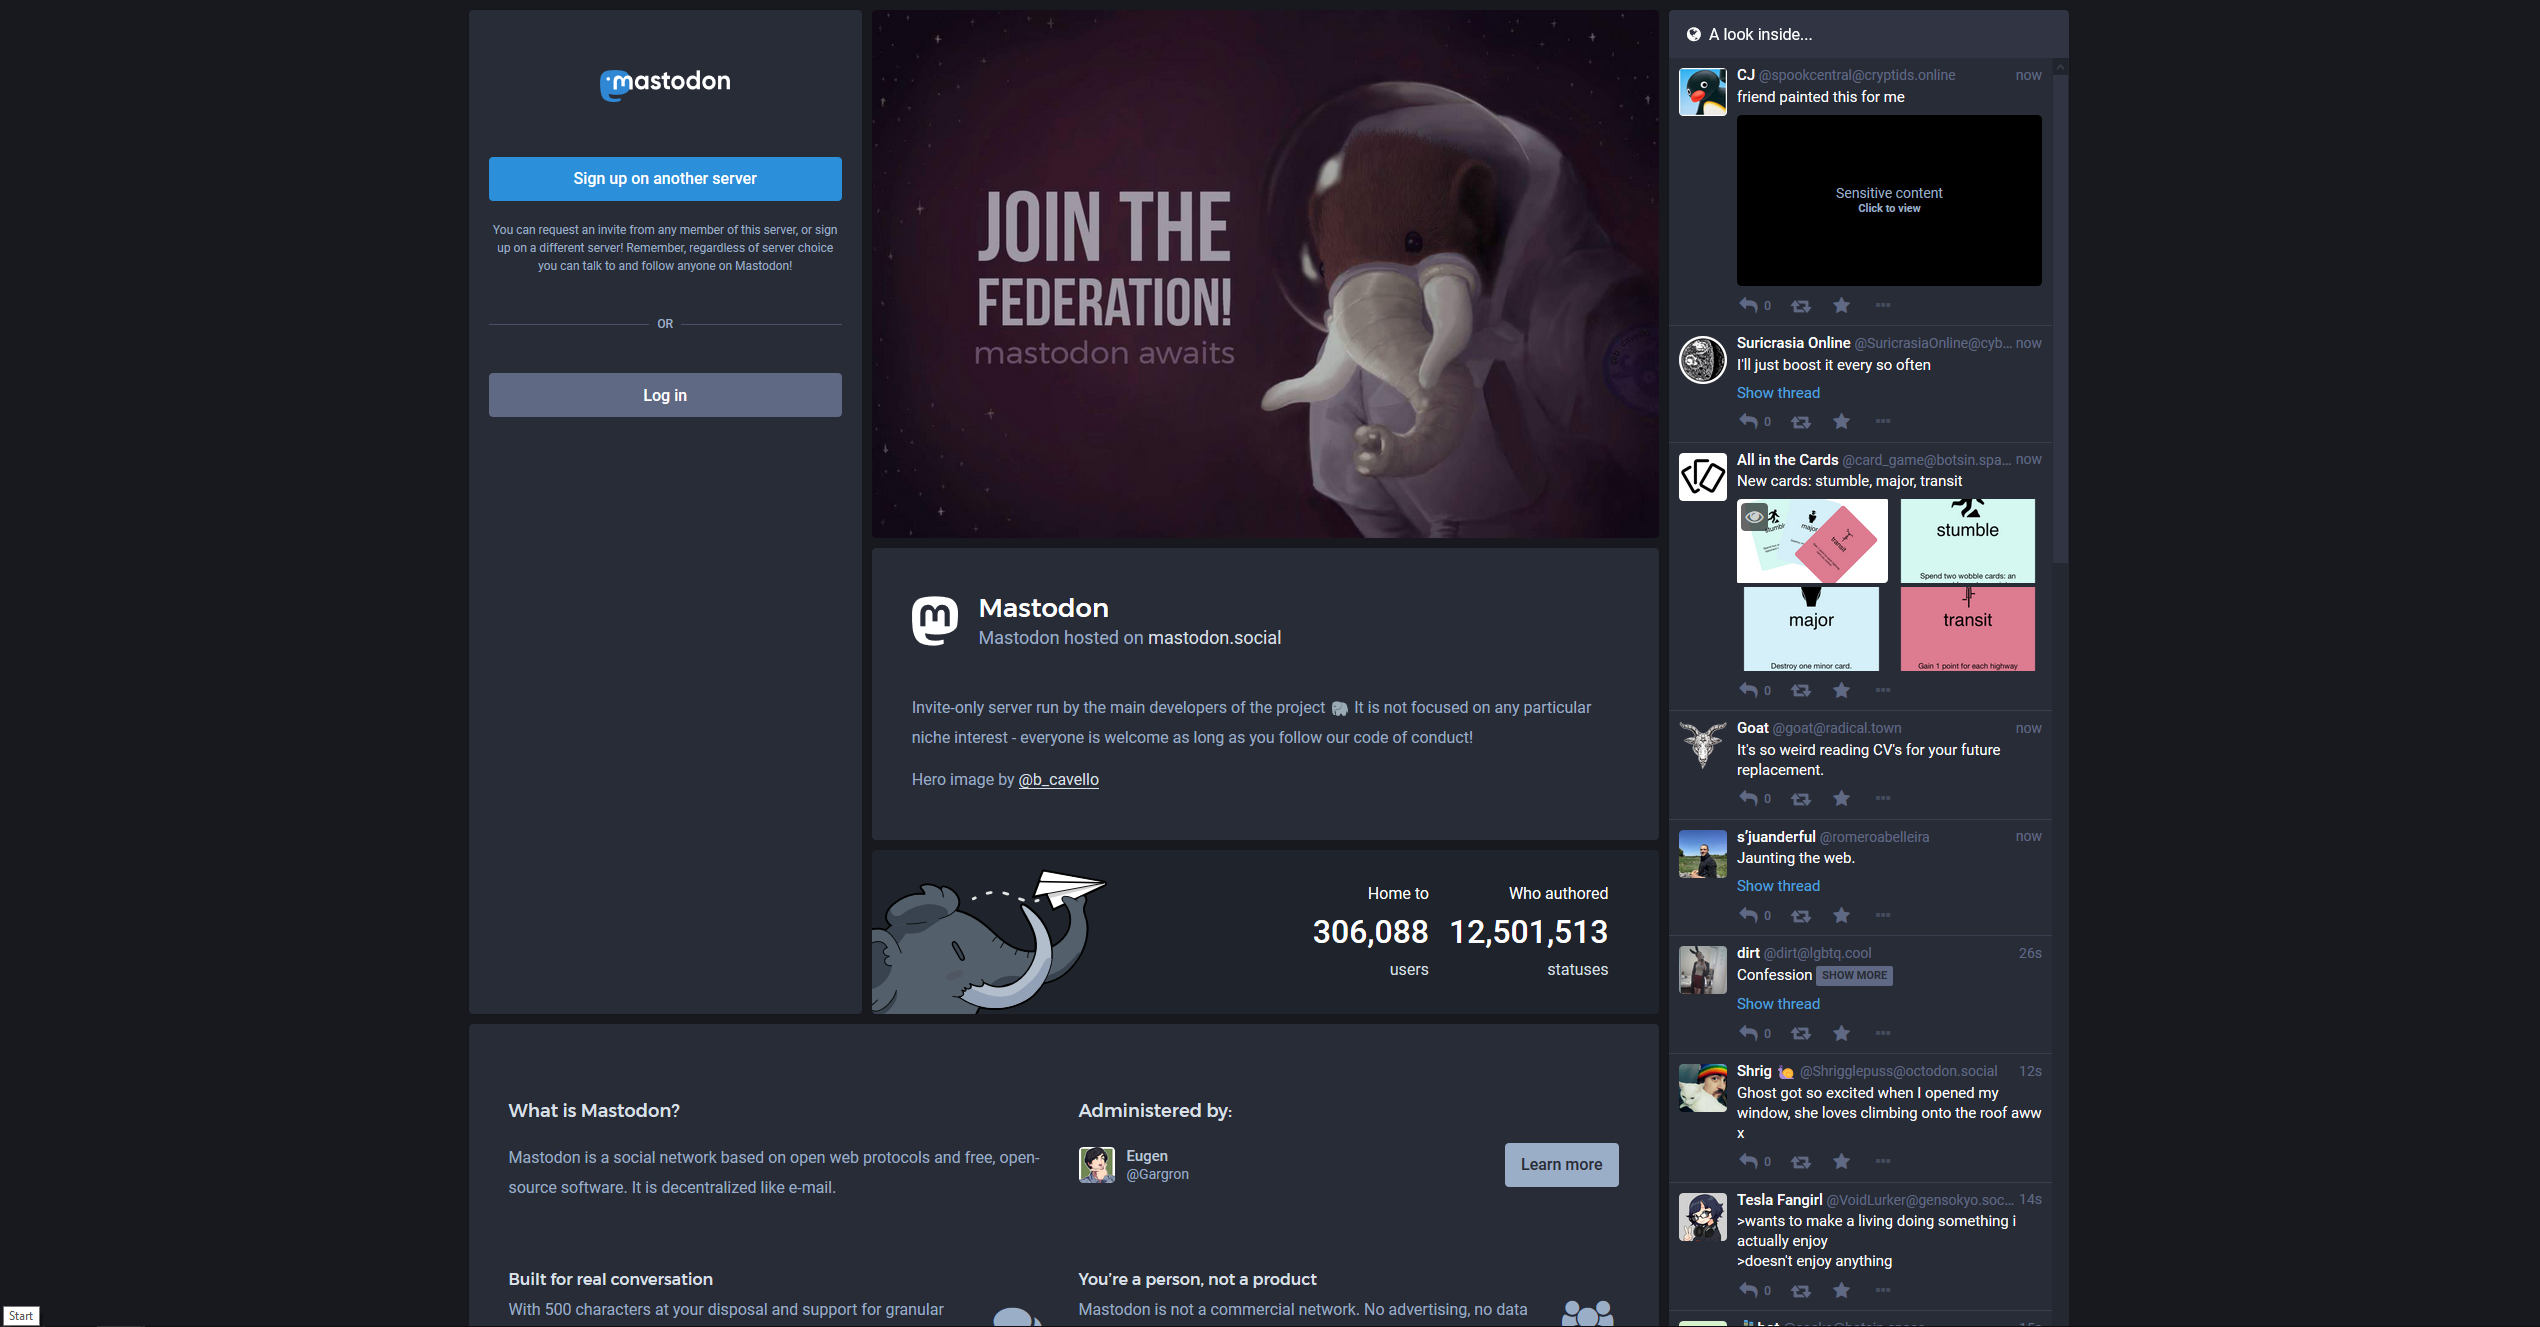 mastodon
Sign up on another server
You can request an invite from any member of this server, or sign
up on a different server! Remember, regardless of server choice
you can talk to and follow anyone on Mastodon!
OR
Log in
JOIN THE
FEDERATION!
mastodon awaits
Mastodon
Mastodon hosted on mastodon.social
Invite-only server run by the main developers of the project 🐘 It is not focused on any particular
niche interest - everyone is welcome as long as you follow our code of conduct!
Hero image by @b_cavello
Home to
306,088
users
Who authored
12,501,513
statuses
What is Mastodon?
Mastodon is a social network based on open web protocols and free, open-
source software. It is decentralized like e-mail.
Administered by:
Eugen
@Gargron
Learn more
Built for real conversation
With 500 characters at your disposal and support for granular
You're a person, not a product
Mastodon is not a commercial network. No advertising, no data
A look inside...
CJ @spookcentral@cryptids.online now
friend painted this for me
Sensitive content
Click to view
0
Suricrasia Online @SuricrasiaOnline@cyb... now
I'll just boost it every so often
Show thread
0
All in the Cards @card_game@botsin.spa... now
New cards: stumble, major, transit
major
transit
stumble
Spend two wobble cards: an
major
Destroy one minor card.
transit
Gain 1 point for each highway
0
Goat @goat@radical.town now
It's so weird reading CV's for your future
replacement.
0
s'juanderful @romeroabelleira now
Jaunting the web.
Show thread
0
dirt @dirt@lgbtq.cool 26s
Confession SHOW MORE
Show thread
0
Shrig 🐌 @Shrigglepuss@octodon.social 12s
Ghost got so excited when I opened my
window, she loves climbing onto the roof aww
x
0
Tesla Fangirl @VoidLurker@gensokyo.soc... 14s
>wants to make a living doing something i
actually enjoy
>doesn't enjoy anything
0
Start